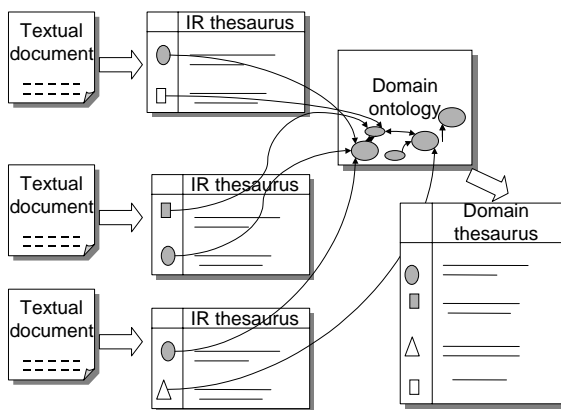 Textual
document
IR thesaurus
Domain
ontology
Textual
document
IR thesaurus
Domain
thesaurus
Textual
document
IR thesaurus